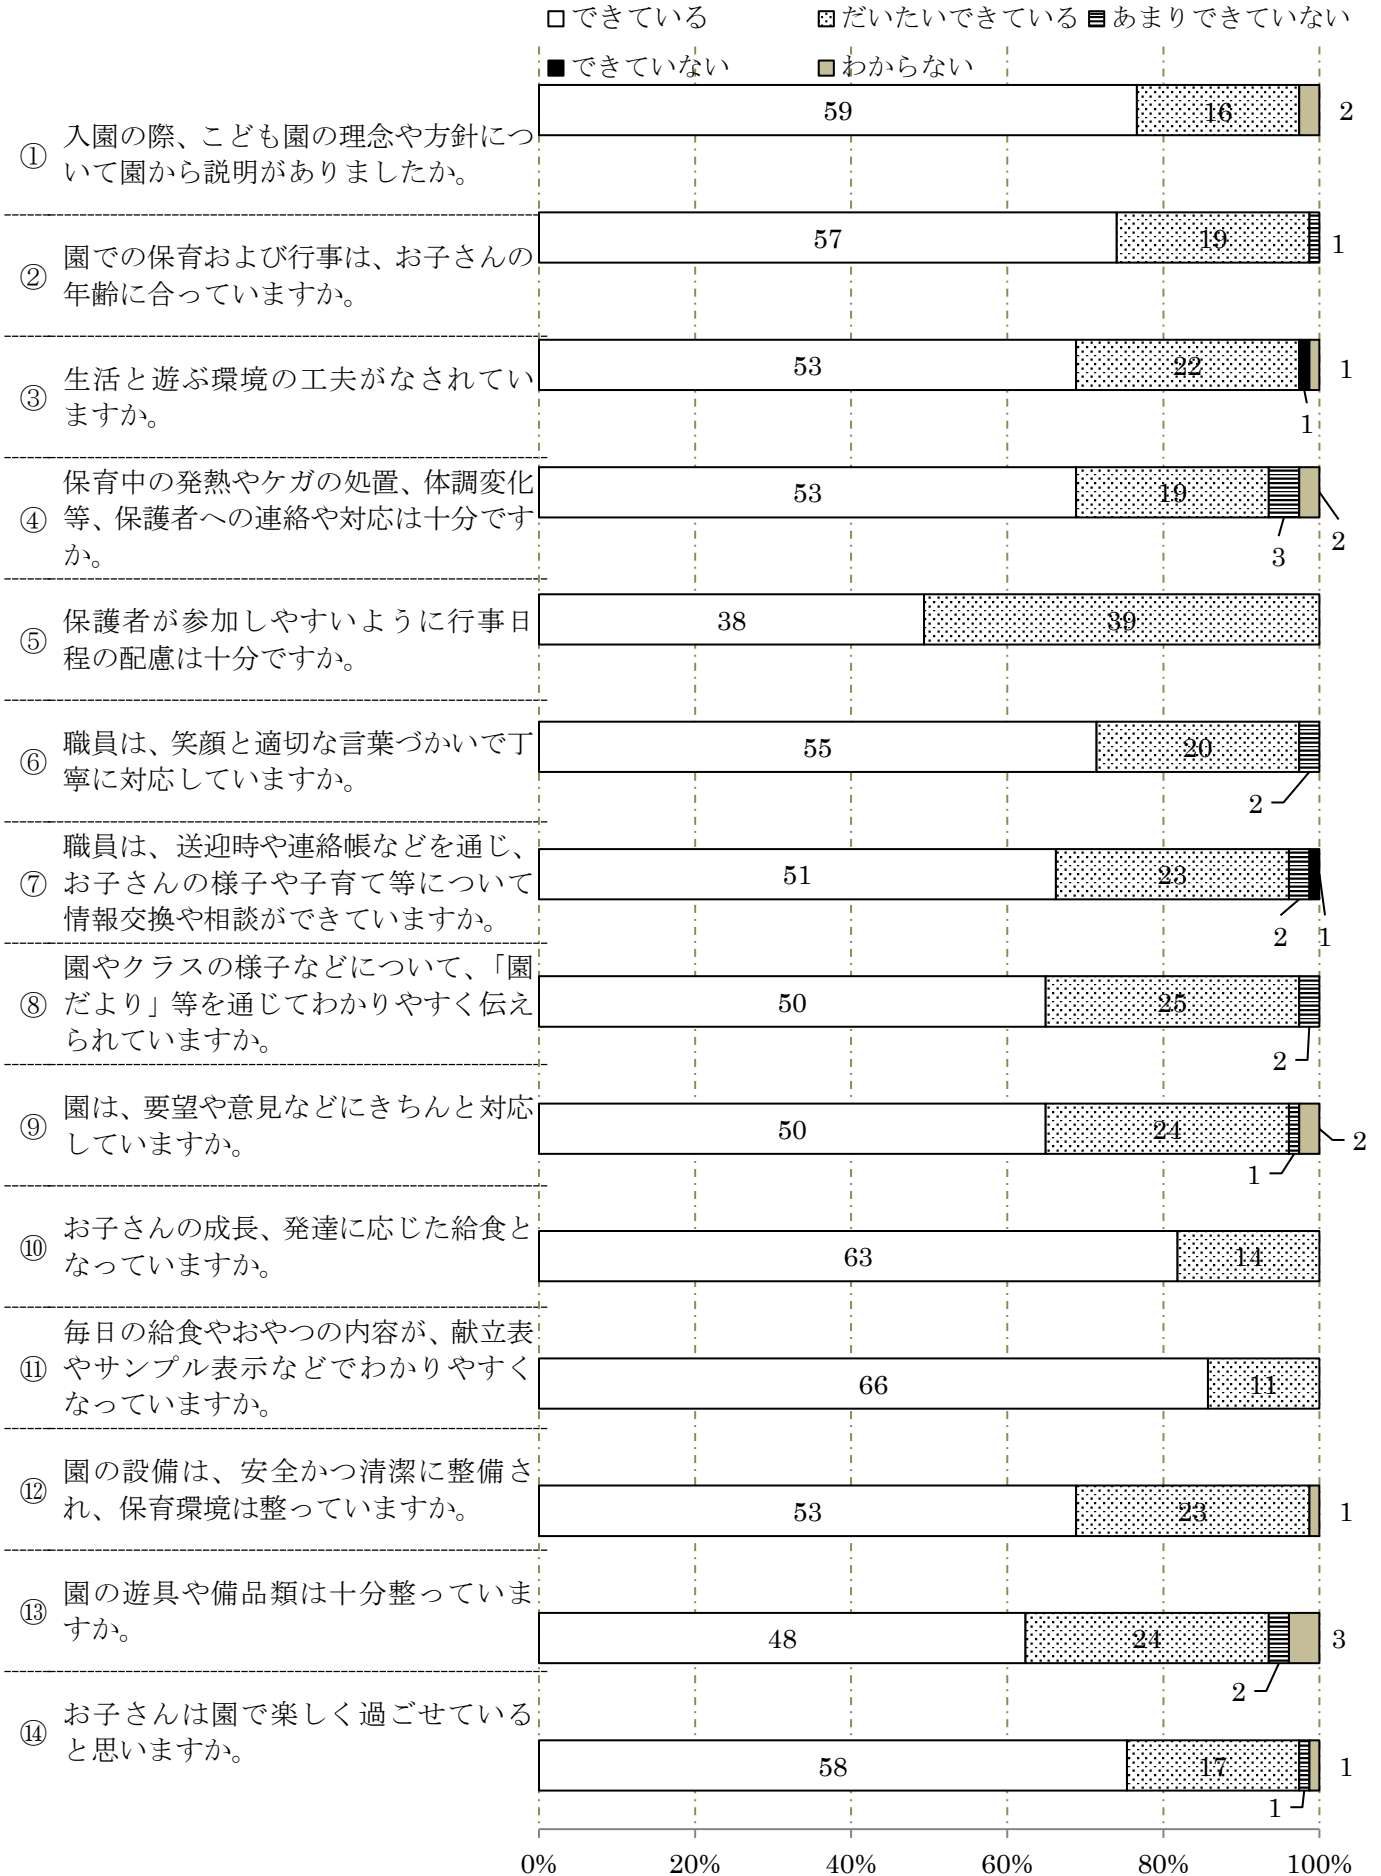 できている だいたいできている あまりできていない
できていない わからない
① 入園の際、こども園の理念や方針につ
いて園から説明がありましたか。
59 16 2
② 園での保育および行事は、お子さんの
年齢に合っていますか。
57 19 1
③ 生活と遊ぶ環境の工夫がなされてい
ますか。
53 22 1
1
④ 保育中の発熱やケガの処置、体調変化
等、保護者への連絡や対応は十分です
か。
53 19
3 2
⑤ 保護者が参加しやすいように行事日
程の配慮は十分ですか。
38 39
⑥ 職員は、笑顔と適切な言葉づかいで丁
寧に対応していますか。
55 20
2
⑦ 職員は、送迎時や連絡帳などを通じ、
お子さんの様子や子育て等について
情報交換や相談ができていますか。
51 23
2 1
⑧ 園やクラスの様子などについて、「園
だより」等を通じてわかりやすく伝え
られていますか。
50 25
2
⑨ 園は、要望や意見などにきちんと対応
していますか。
50 24 2
1
⑩ お子さんの成長、発達に応じた給食と
なっていますか。
63 14
⑪ 毎日の給食やおやつの内容が、献立表
やサンプル表示などでわかりやすく
なっていますか。
66 11
⑫ 園の設備は、安全かつ清潔に整備さ
れ、保育環境は整っていますか。
53 23 1
⑬ 園の遊具や備品類は十分整っていま
すか。
48 24 3
2
⑭ お子さんは園で楽しく過ごせている
と思いますか。
58 17 1
1
0% 20% 40% 60% 80% 100%